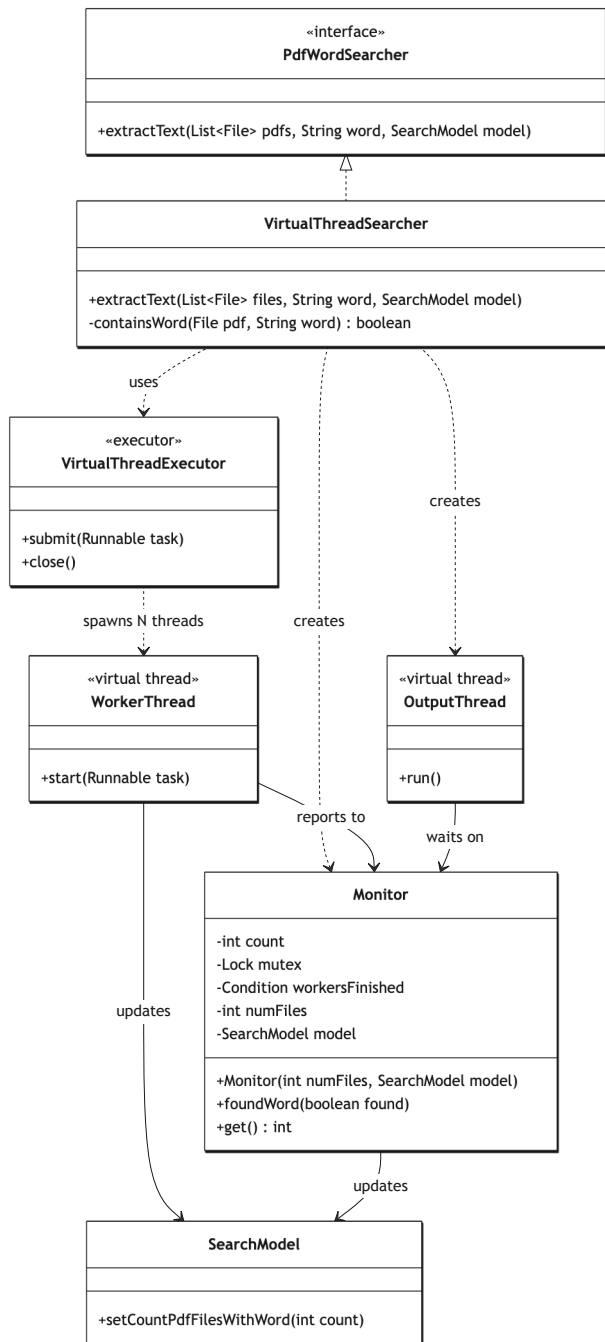 «interface»
PdfWordSearcher
+extractText(List<File> pdfs, String word, SearchModel model)
VirtualThreadSearcher
+extractText(List<File> files, String word, SearchModel model)
-containsWord(File pdf, String word) : boolean
uses
«executor»
VirtualThreadExecutor
+submit(Runnable task)
+close()
creates
spawns N threads
creates
«virtual thread»
WorkerThread
+start(Runnable task)
«virtual thread»
OutputThread
+run()
reports to
waits on
Monitor
-int count
-Lock mutex
-Condition workersFinished
-int numFiles
-SearchModel model
+Monitor(int numFiles, SearchModel model)
+foundWord(boolean found)
+get() : int
updates
updates
SearchModel
+setCountPdfFilesWithWord(int count)